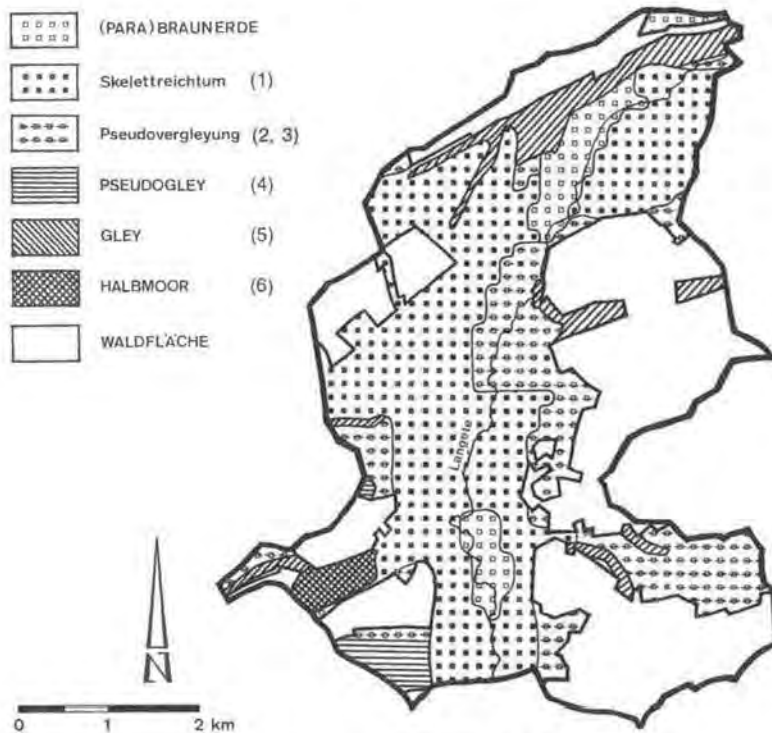 (PARA) BRAUNERDE
Skelettreichtum (1)
Pseudovergleyung (2, 3)
PSEUDOGLEY (4)
GLEY (5)
HALBMOOR (6)
WALDFLÄCHE
Langete
N
0 1 2 km